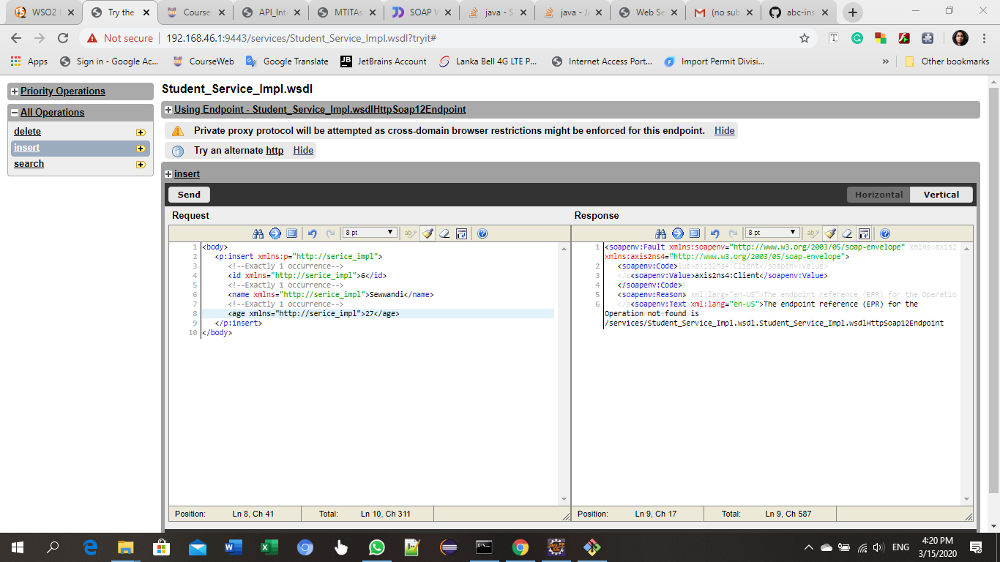 WSO2 E
Try the
Course
API_Int
MTITAs
SOAP W
java - S
java - Ja
Web Se
(no sub
abc-ins
Not secure
192.168.46.1:9443/services/Student_Service_Impl.wsdl?tryit#
Apps
Sign in - Google Ac...
CourseWeb
Google Translate
JetBrains Account
Lanka Bell 4G LTE P...
Internet Access Port...
Import Permit Divisi...
»
Other bookmarks
Priority Operations
All Operations
delete
insert
search
Student_Service_Impl.wsdl
Using Endpoint - Student_Service_Impl.wsdlHttpSoap12Endpoint
Private proxy protocol will be attempted as cross-domain browser restrictions might be enforced for this endpoint. Hide
Try an alternate http Hide
insert
Send
Horizontal
Vertical
Request
8 pt
1 <body>
2 <p:insert xmlns:p="http://serice_impl">
3 <!--Exactly 1 occurrence-->
4 <id xmlns="http://serice_impl">6</id>
5 <!--Exactly 1 occurrence-->
6 <name xmlns="http://serice_impl">Sewwandi</name>
7 <!--Exactly 1 occurrence-->
8 <age xmlns="http://serice_impl">27</age>
9 </p:insert>
10 </body>
Position: Ln 8, Ch 41 Total: Ln 10, Ch 311
Response
8 pt
1 <soapenv:Fault xmlns:soapenv="http://www.w3.org/2003/05/soap-envelope" xmlns:axis2
xmlns:axis2ns4="http://www.w3.org/2003/05/soap-envelope">
2 <soapenv:Code>
3 <soapenv:Value>axis2ns4:Client</soapenv:Value>
4 </soapenv:Code>
5 <soapenv:Reason> xml:lang="en-US">The endpoint reference (EPR) for the Operatio
6 <soapenv:Text xml:lang="en-US">The endpoint reference (EPR) for the
Operation not found is
/services/Student_Service_Impl.wsdl.Student_Service_Impl.wsdlHttpSoap12Endpoint
Position: Ln 9, Ch 17 Total: Ln 9, Ch 587
ENG
4:20 PM
3/15/2020